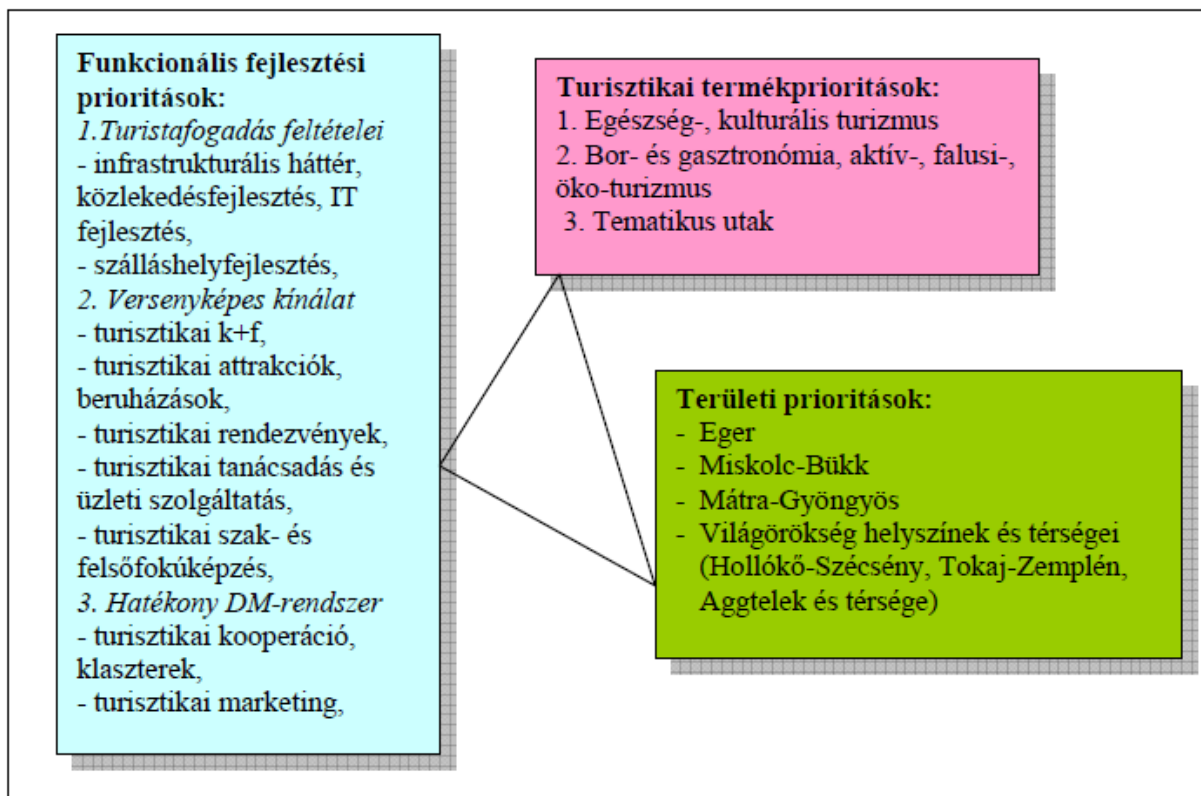 Funkcionális fejlesztési
prioritások:
1.Turistafogadás feltételei
- infrastrukturális háttér,
közlekedésfejlesztés, IT
fejlesztés,
- szálláshelyfejlesztés,
2. Versenyképes kínálat
- turisztikai k+f,
- turisztikai attrakciók,
beruházások,
- turisztikai rendezvények,
- turisztikai tanácsadás és
üzleti szolgáltatás,
- turisztikai szak- és
felsőfokúképzés,
3. Hatékony DM-rendszer
- turisztikai kooperáció,
klaszterek,
- turisztikai marketing,
Turisztikai termékprioritások:
1. Egészség-, kulturális turizmus
2. Bor- és gasztronómia, aktív-, falusi-,
öko-turizmus
3. Tematikus utak
Területi prioritások:
- Eger
- Miskolc-Bükk
- Mátra-Gyöngyös
- Világörökség helyszínek és térségei
(Hollókő-Szécsény, Tokaj-Zemplén,
Aggtelek és térsége)